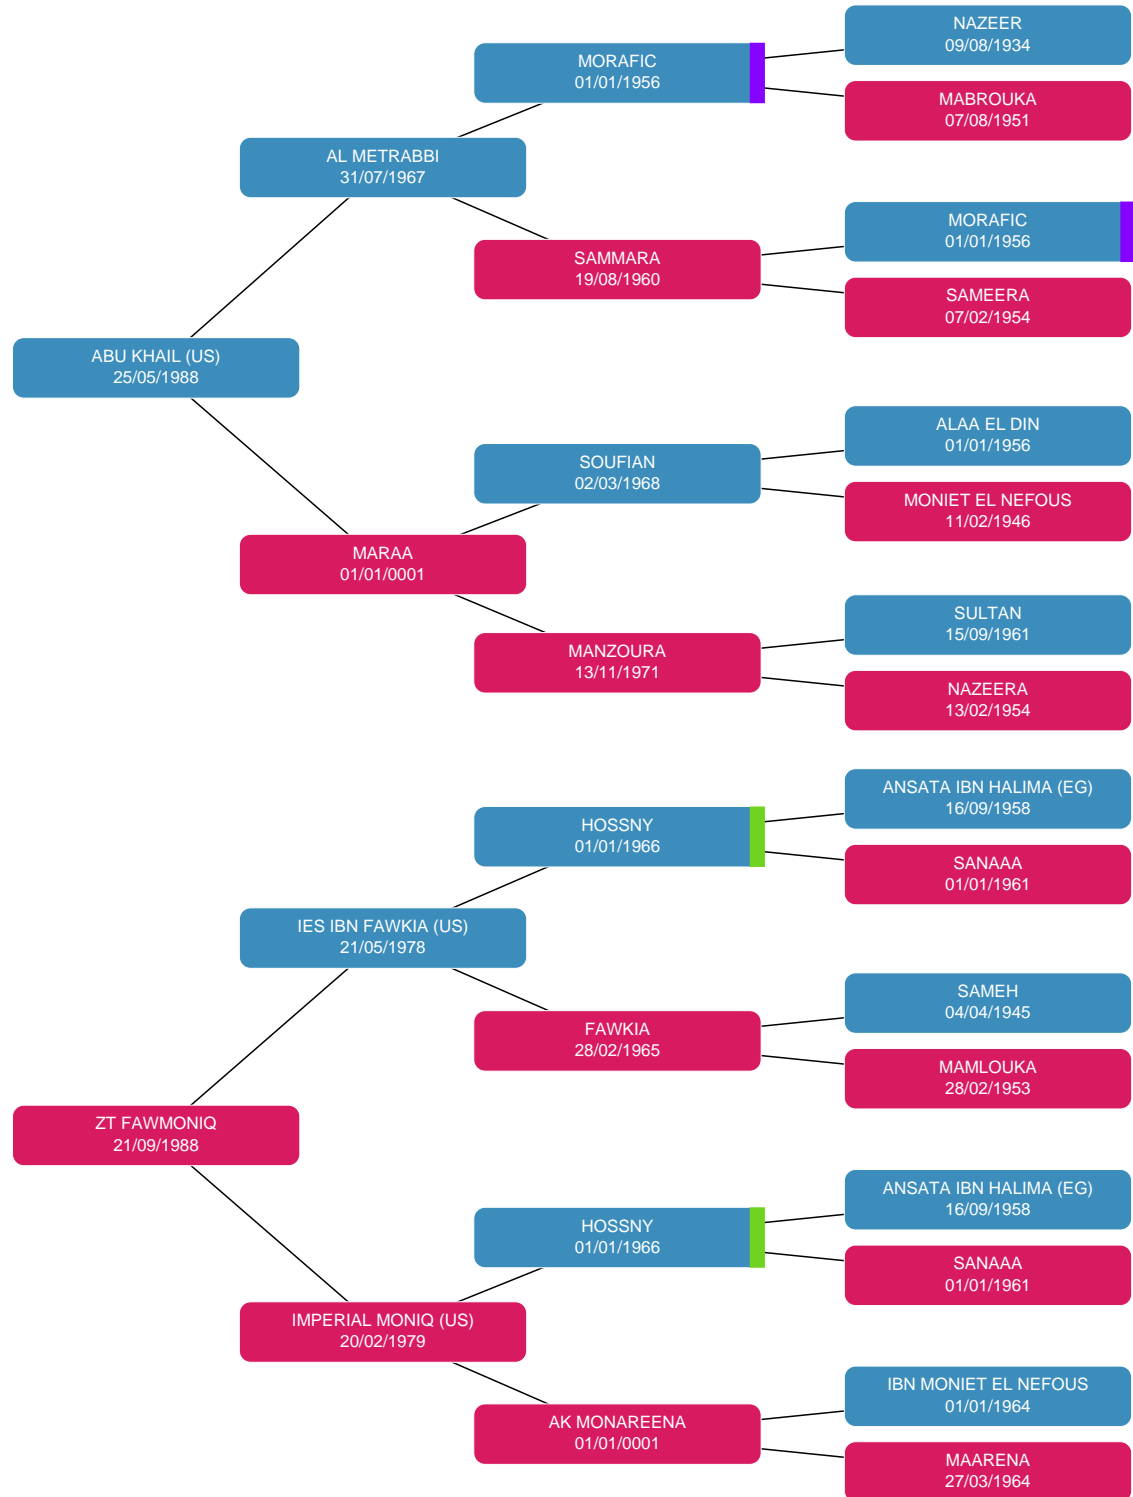 NAZEER
09/08/1934
MORAFIC
01/01/1956
MABROUKA
07/08/1951
AL METRABBI
31/07/1967
MORAFIC
01/01/1956
SAMMARA
19/08/1960
SAMEERA
07/02/1954
ABU KHAIL (US)
25/05/1988
ALAA EL DIN
01/01/1956
SOUFIAN
02/03/1968
MONIET EL NEFOUS
11/02/1946
MARAA
01/01/0001
SULTAN
15/09/1961
MANZOURA
13/11/1971
NAZEERA
13/02/1954
ANSATA IBN HALIMA (EG)
16/09/1958
HOSSNY
01/01/1966
SANAAA
01/01/1961
IES IBN FAWKIA (US)
21/05/1978
SAMEH
04/04/1945
FAWKIA
28/02/1965
MAMLOUKA
28/02/1953
ZT FAWMONIQ
21/09/1988
ANSATA IBN HALIMA (EG)
16/09/1958
HOSSNY
01/01/1966
SANAAA
01/01/1961
IMPERIAL MONIQ (US)
20/02/1979
IBN MONIET EL NEFOUS
01/01/1964
AK MONAREENA
01/01/0001
MAARENA
27/03/1964